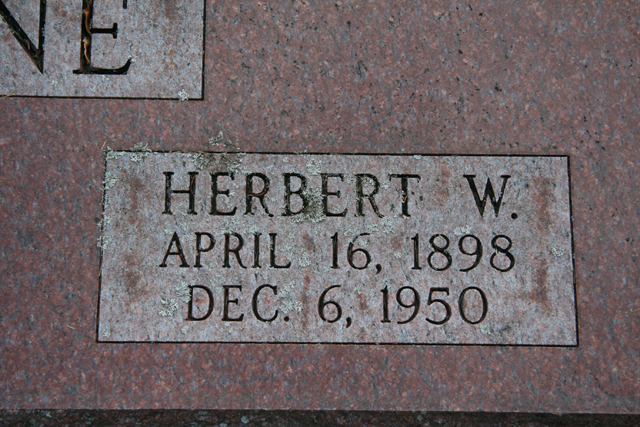 NE
HERBERT W.
APRIL 16, 1898
DEC. 6, 1950